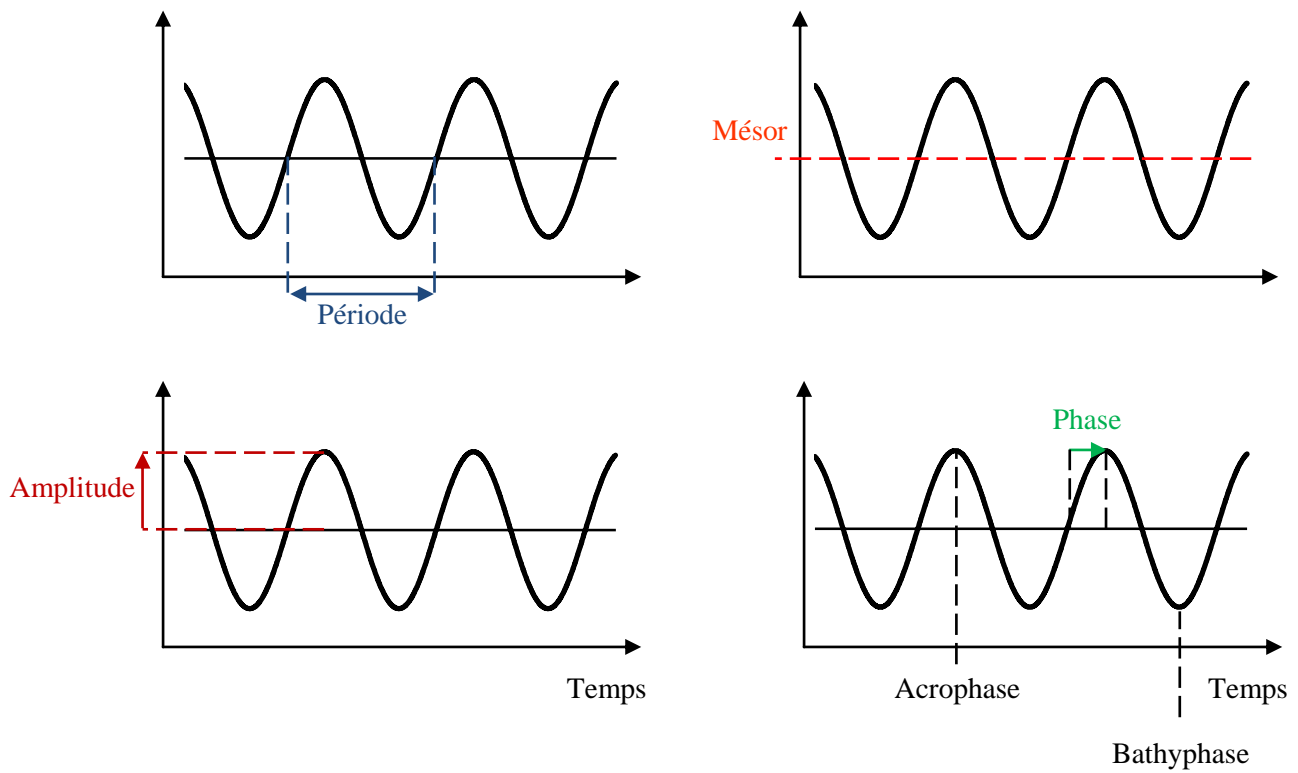 Mésor
Période
Phase
Amplitude
Temps
Acrophase
Temps
Bathyphase